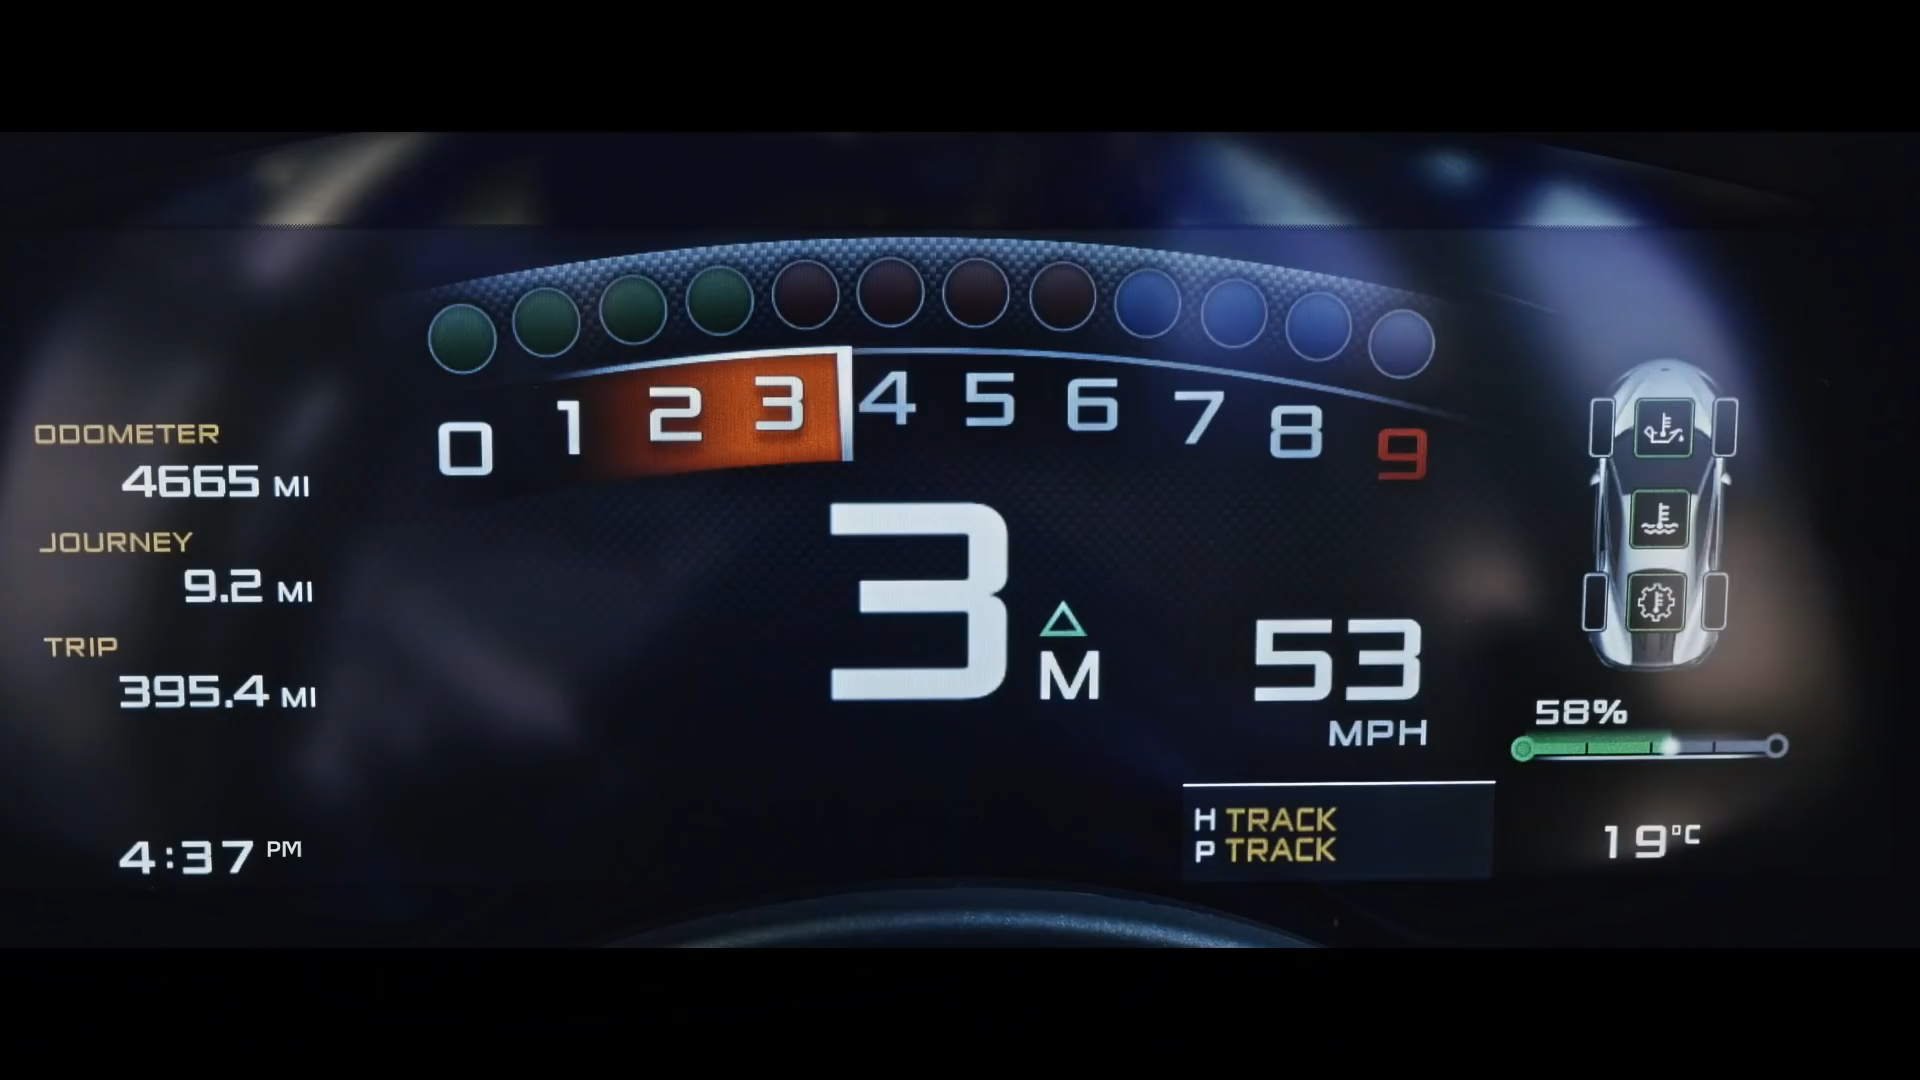 0 1 2 3 4 5 6 7 8 9
ODOMETER
4665 MI
JOURNEY
9.2 MI
TRIP
395.4 MI
4:37 PM
3
M
53
MPH
H TRACK
P TRACK
58%
19°C